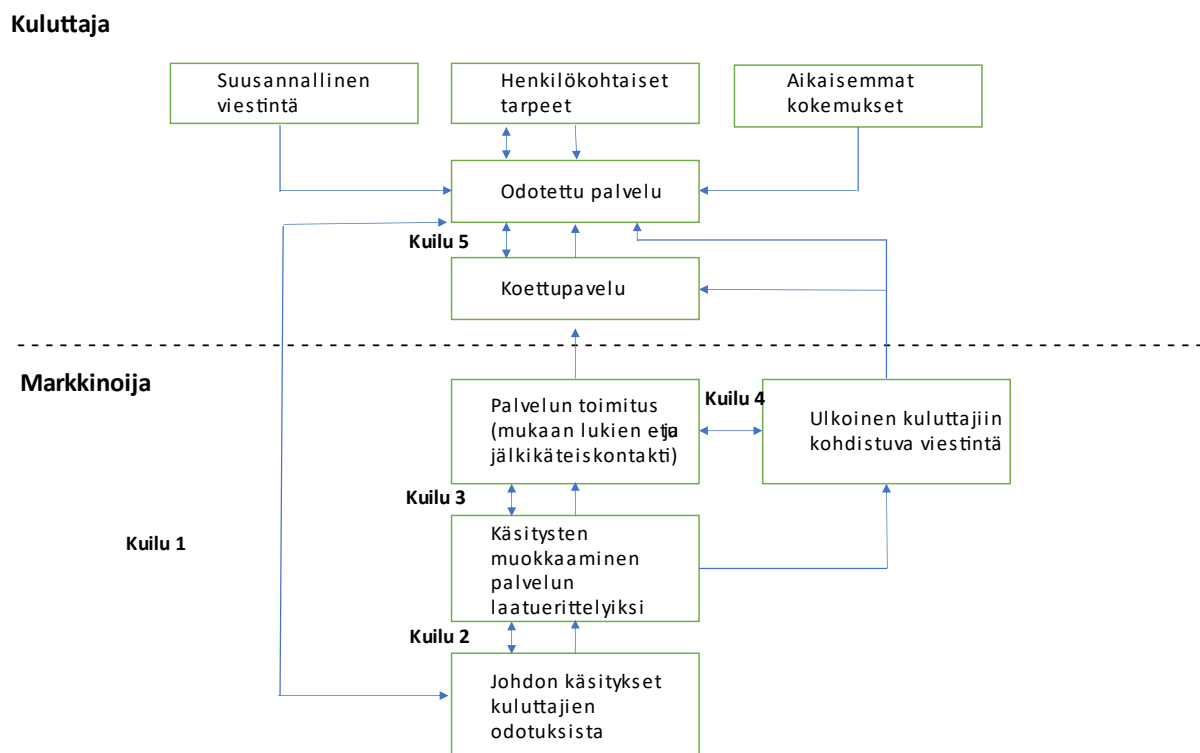 Kuluttaja
Suusannallinen
viestintä
Henkilökohtaiset
tarpeet
Aikaisemmat
kokemukset
Odotettu palvelu
Kuilu 5
Koettupavelu
Markkinoija
Palvelun toimitus
(mukaan lukien etu ja
jälkikäteiskontakti)
Kuilu 4
Ulkoinen kuluttajiin
kohdistuva viestintä
Kuilu 3
Kuilu 1
Käsitysten
muokkaaminen
palvelun
laatuerittelyiksi
Kuilu 2
Johdon käsitykset
kuluttajien
odotuksista